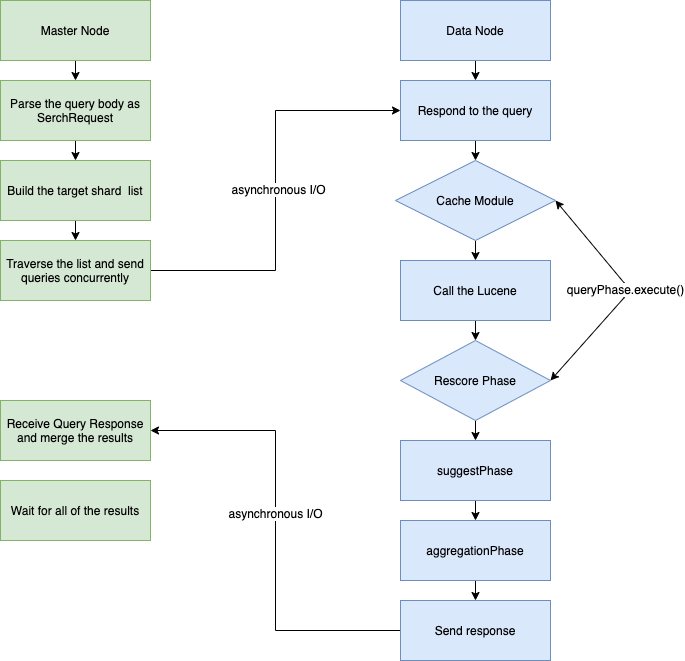 Master Node
Parse the query body as
SerchRequest
Build the target shard list
Traverse the list and send
queries concurrently
asynchronous I/O
Data Node
Respond to the query
Cache Module
Call the Lucene
queryPhase.execute()
Rescore Phase
suggestPhase
aggregationPhase
Send response
asynchronous I/O
Receive Query Response
and merge the results
Wait for all of the results